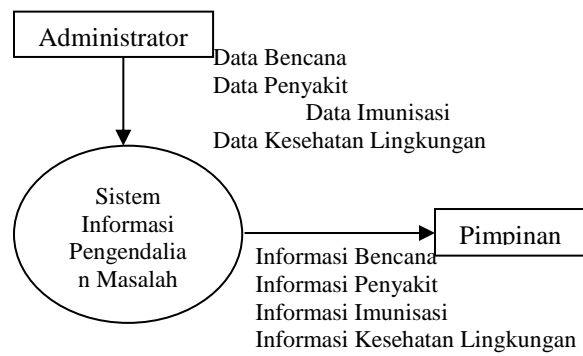 Administrator
Data Bencana
Data Penyakit
Data Imunisasi
Data Kesehatan Lingkungan
Sistem
Informasi
Pengendalia
n Masalah
Pimpinan
Informasi Bencana
Informasi Penyakit
Informasi Imunisasi
Informasi Kesehatan Lingkungan